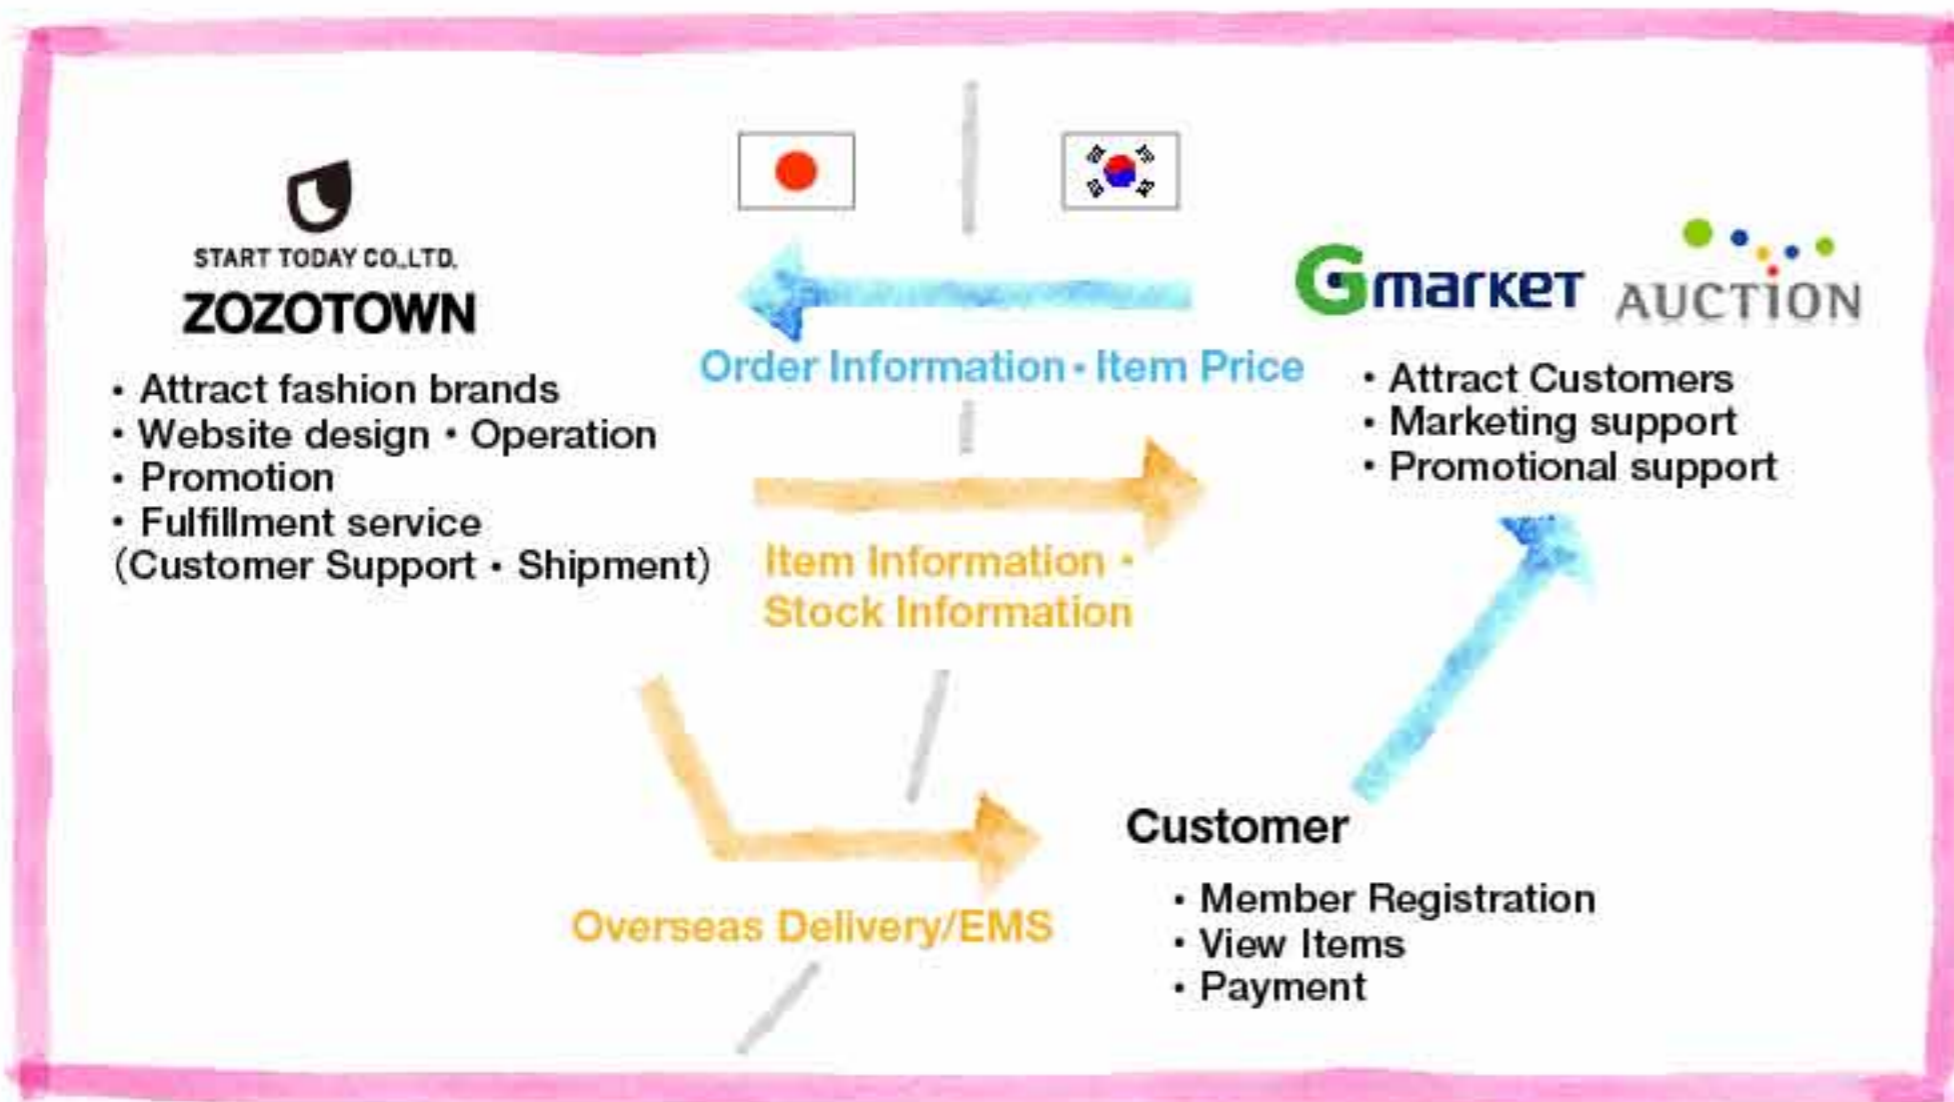 START TODAY CO.,LTD.
ZOZOTOWN
・Attract fashion brands
・Website design・Operation
・Promotion
・Fulfillment service
(Customer Support・Shipment)
Order Information・Item Price
Item Information・
Stock Information
Overseas Delivery/EMS
Gmarket
AUCTION
・Attract Customers
・Marketing support
・Promotional support
Customer
・Member Registration
・View Items
・Payment